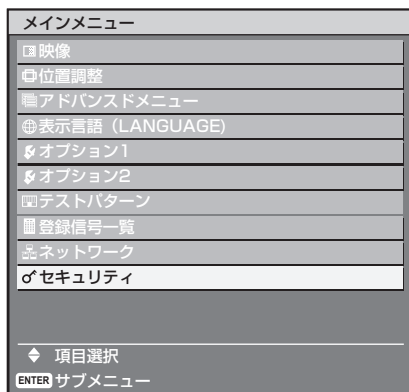 メインメニュー
映像
位置調整
アドバンスドメニュー
表示言語（LANGUAGE)
オプション1
オプション2
テストパターン
登録信号一覧
ネットワーク
セキュリティ
項目選択
ENTER サブメニュー